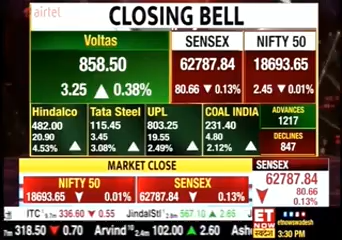 airtel
CLOSING BELL
Voltas
858.50
3.25 ▲ 0.38%
SENSEX
62787.84
80.66 ▼ 0.13%
NIFTY 50
18693.65
2.45 ▼ 0.01%
Hindalco
482.00
20.90
4.53% ▲
Tata Steel
115.45
3.45
3.08% ▲
UPL
803.25
19.55
2.49% ▲
COAL INDIA
231.40
4.80
2.12% ▲
ADVANCES
1217
DECLINES
847
MARKET CLOSE
NIFTY 50
18693.65 ▼ 0.01%
SENSEX
62787.84 ▼ 0.13%
SENSEX
62787.84
80.66
0.13%
ITC 336.60 ▼ 0.55
JindalStl 567.10 ▲ 2.65
318.50 ▼ 0.70
Arvind 102.00 ▲ 2.60
ET
NOW
etnowswadesh
3:30 PM